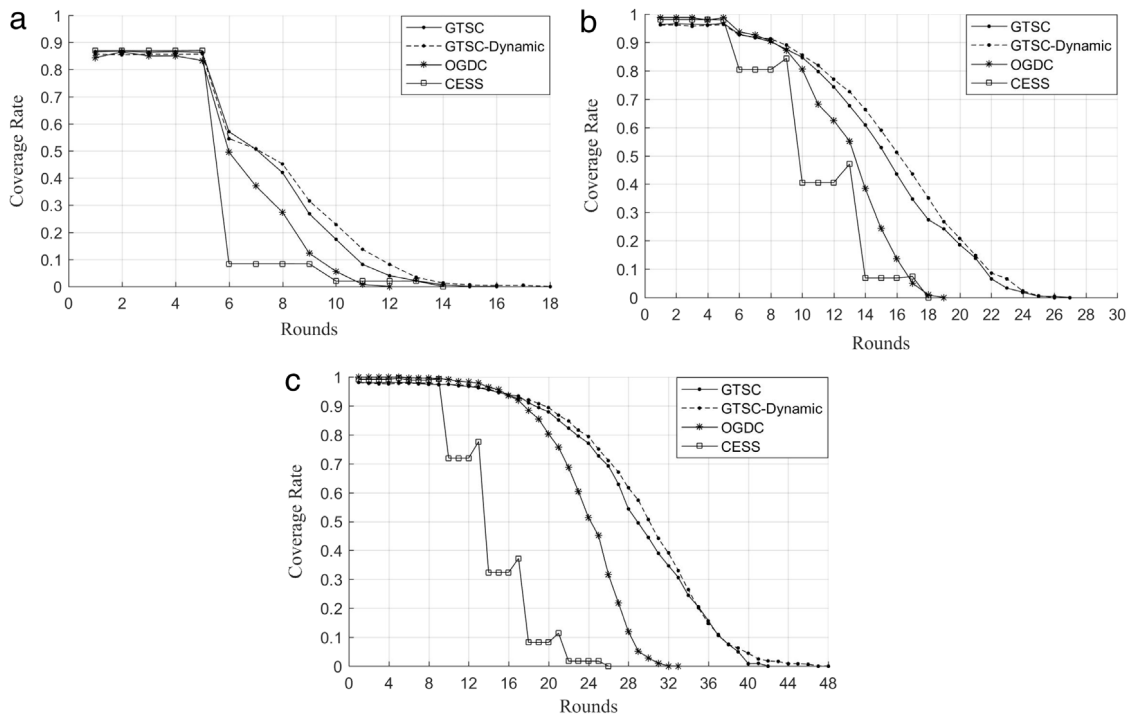 a
1
0.9
0.8
0.7
0.6
0.5
0.4
0.3
0.2
0.1
0
Coverage Rate
GTSC
GTSC-Dynamic
OGDC
CESS
0 2 4 6 8 10 12 14 16 18
Rounds
b
1
0.9
0.8
0.7
0.6
0.5
0.4
0.3
0.2
0.1
0
Coverage Rate
GTSC
GTSC-Dynamic
OGDC
CESS
0 2 4 6 8 10 12 14 16 18 20 22 24 26 28 30
Rounds
c
1
0.9
0.8
0.7
0.6
0.5
0.4
0.3
0.2
0.1
0
Coverage Rate
GTSC
GTSC-Dynamic
OGDC
CESS
0 4 8 12 16 20 24 28 32 36 40 44 48
Rounds